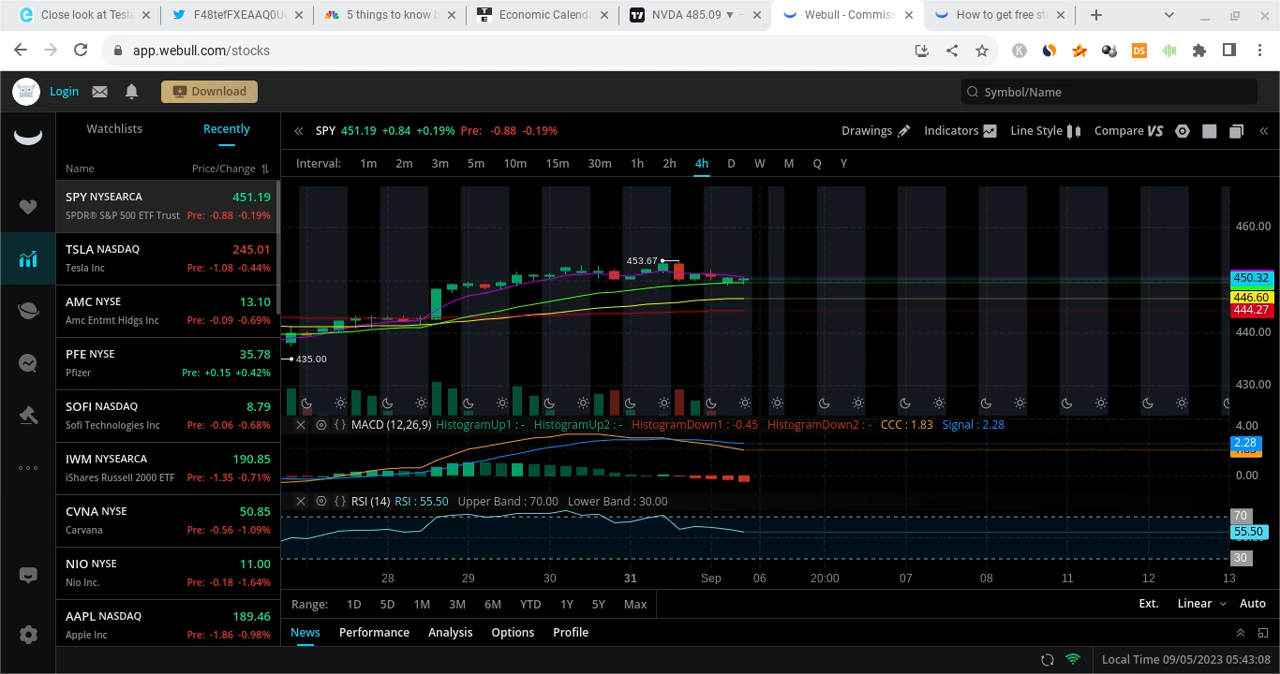 Close look at Tesla
F48tefFXEAAQ0U
5 things to know b
Economic Calenda
NVDA 485.09 ▼ −
Webull - Commiss
How to get free st
app.webull.com/stocks
Login
Download
Symbol/Name
Watchlists
Recently
Name
Price/Change
SPY NYSEARCA 451.19
SPDR® S&P 500 ETF Trust Pre: -0.88 -0.19%
TSLA NASDAQ 245.01
Tesla Inc Pre: -1.08 -0.44%
AMC NYSE 13.10
Amc Entmt Hldgs Inc Pre: -0.09 -0.69%
PFE NYSE 35.78
Pfizer Pre: +0.15 +0.42%
SOFI NASDAQ 8.79
Sofi Technologies Inc Pre: -0.06 -0.68%
IWM NYSEARCA 190.85
iShares Russell 2000 ETF Pre: -1.35 -0.71%
CVNA NYSE 50.85
Carvana Pre: -0.56 -1.09%
NIO NYSE 11.00
Nio Inc. Pre: -0.18 -1.64%
AAPL NASDAQ 189.46
Apple Inc Pre: -1.86 -0.98%
SPY 451.19 +0.84 +0.19% Pre: -0.88 -0.19%
Drawings
Indicators
Line Style
Compare VS
Interval: 1m 2m 3m 5m 10m 15m 30m 1h 2h 4h D W M Q Y
460.00
453.67
450.32
446.60
444.27
440.00
435.00
430.00
MACD (12,26,9) HistogramUp1 : - HistogramUp2 : - HistogramDown1 : -0.45 HistogramDown2 : - CCC : 1.83 Signal : 2.28
4.00
2.28
0.00
RSI (14) RSI : 55.50 Upper Band : 70.00 Lower Band : 30.00
70
55.50
30
28 29 30 31 Sep 06 20:00 07 08 11 12 13
Range: 1D 5D 1M 3M 6M YTD 1Y 5Y Max
Ext. Linear Auto
News Performance Analysis Options Profile
Local Time 09/05/2023 05:43:08